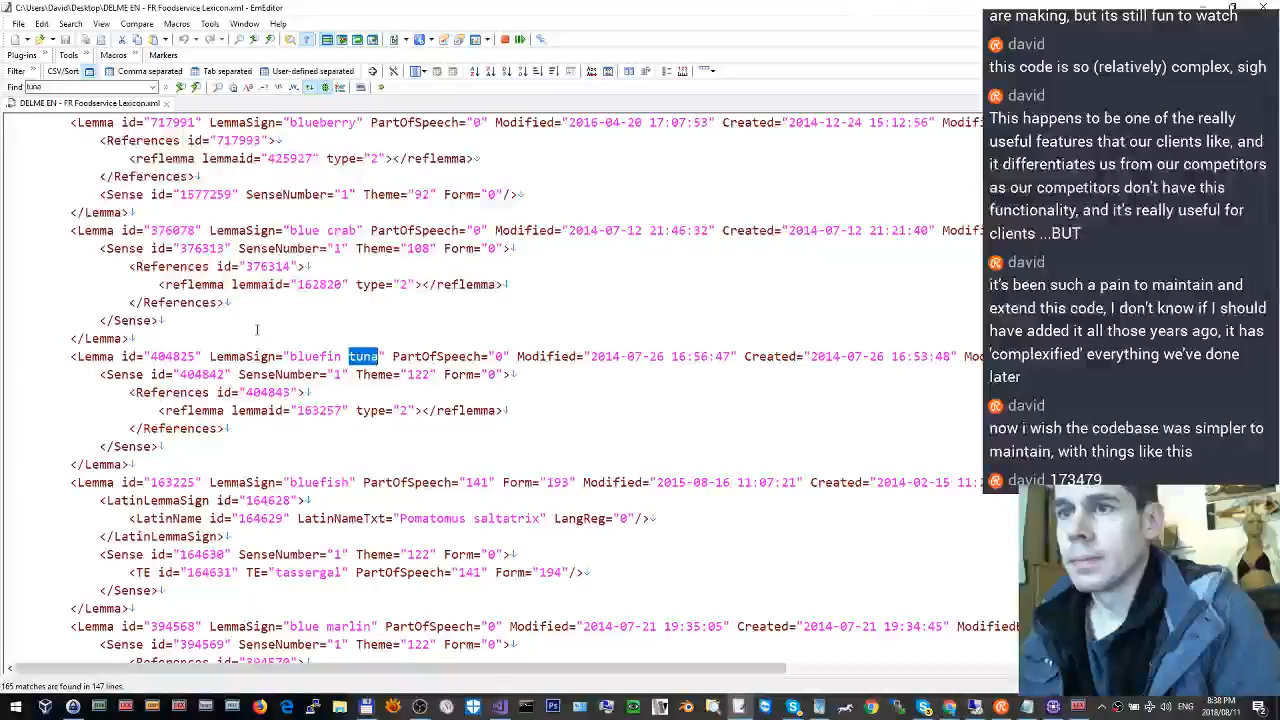 C:\Users\David\Desktop\DELME.EN - FR Foodservice Lexicon.xml - EmEditor
File Edit Search View Compare Macros Tools Window Help
Plug-ins Tools Macros Markers
Filter CSV/Sort Comma separated Tab separated User-defined separated
Find tuna
DELME.EN - FR Foodservice Lexicon.xml
<Lemma id="717991" LemmaSign="blueberry" PartOfSpeech="0" Modified="2016-04-20 17:07:53" Created="2014-12-24 15:12:56" Modif
<References id="717993">
<reflemma lemmaid="425927" type="2"></reflemma>
</References>
<Sense id="1577259" SenseNumber="1" Theme="92" Form="0"/>
</Lemma>
<Lemma id="376078" LemmaSign="blue crab" PartOfSpeech="0" Modified="2014-07-12 21:46:32" Created="2014-07-12 21:21:40" Modif
<Sense id="376313" SenseNumber="1" Theme="108" Form="0">
<References id="376314">
<reflemma lemmaid="162820" type="2"></reflemma>
</References>
</Sense>
</Lemma>
<Lemma id="404825" LemmaSign="bluefin tuna" PartOfSpeech="0" Modified="2014-07-26 16:56:47" Created="2014-07-26 16:53:48" Mo
<Sense id="404842" SenseNumber="1" Theme="122" Form="0">
<References id="404843">
<reflemma lemmaid="163257" type="2"></reflemma>
</References>
</Sense>
</Lemma>
<Lemma id="163225" LemmaSign="bluefish" PartOfSpeech="141" Form="193" Modified="2015-08-16 11:07:21" Created="2014-02-15 11:
<LatinLemmaSign id="164628">
<LatinName id="164629" LatinNameTxt="Pomatomus saltatrix" LangReg="0"/>
</LatinLemmaSign>
<Sense id="164630" SenseNumber="1" Theme="122" Form="0">
<TE id="164631" TE="tassergal" PartOfSpeech="141" Form="194"/>
</Sense>
</Lemma>
<Lemma id="394568" LemmaSign="blue marlin" PartOfSpeech="0" Modified="2014-07-21 19:35:05" Created="2014-07-21 19:34:45" Modified
<Sense id="394569" SenseNumber="1" Theme="122" Form="0">
<References id="394570">
165 matches are found in 147 lines.
are making, but its still fun to watch
david
this code is so (relatively) complex, sigh
david
This happens to be one of the really
useful features that our clients like, and
it differentiates us from our competitors
as our competitors don't have this
functionality, and it's really useful for
clients ...BUT
david
it's been such a pain to maintain and
extend this code, I don't know if I should
have added it all those years ago, it has
'complexified' everything we've done
later
david
now i wish the codebase was simpler to
maintain, with things like this
david 173479
ENG
8:38 PM
2018/08/11